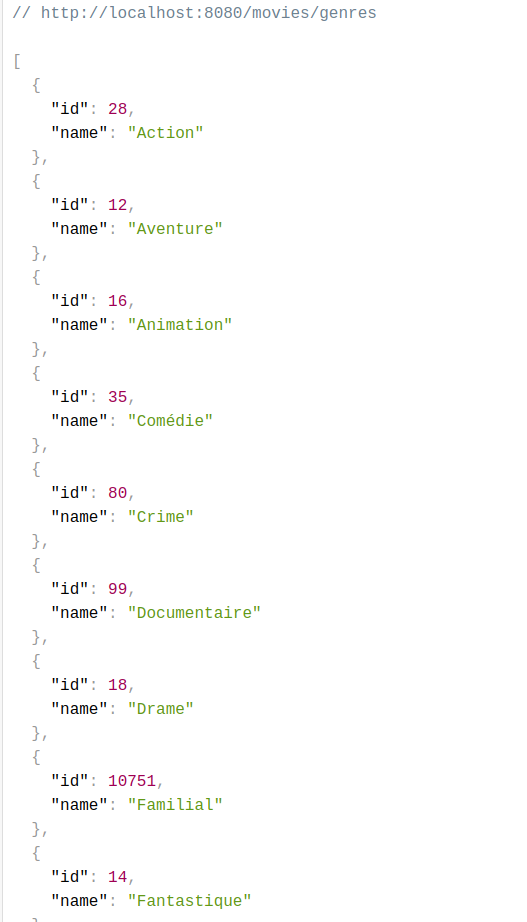 // http://localhost:8080/movies/genres
[
  {
    "id": 28,
    "name": "Action"
  },
  {
    "id": 12,
    "name": "Aventure"
  },
  {
    "id": 16,
    "name": "Animation"
  },
  {
    "id": 35,
    "name": "Comédie"
  },
  {
    "id": 80,
    "name": "Crime"
  },
  {
    "id": 99,
    "name": "Documentaire"
  },
  {
    "id": 18,
    "name": "Drame"
  },
  {
    "id": 10751,
    "name": "Familial"
  },
  {
    "id": 14,
    "name": "Fantastique"